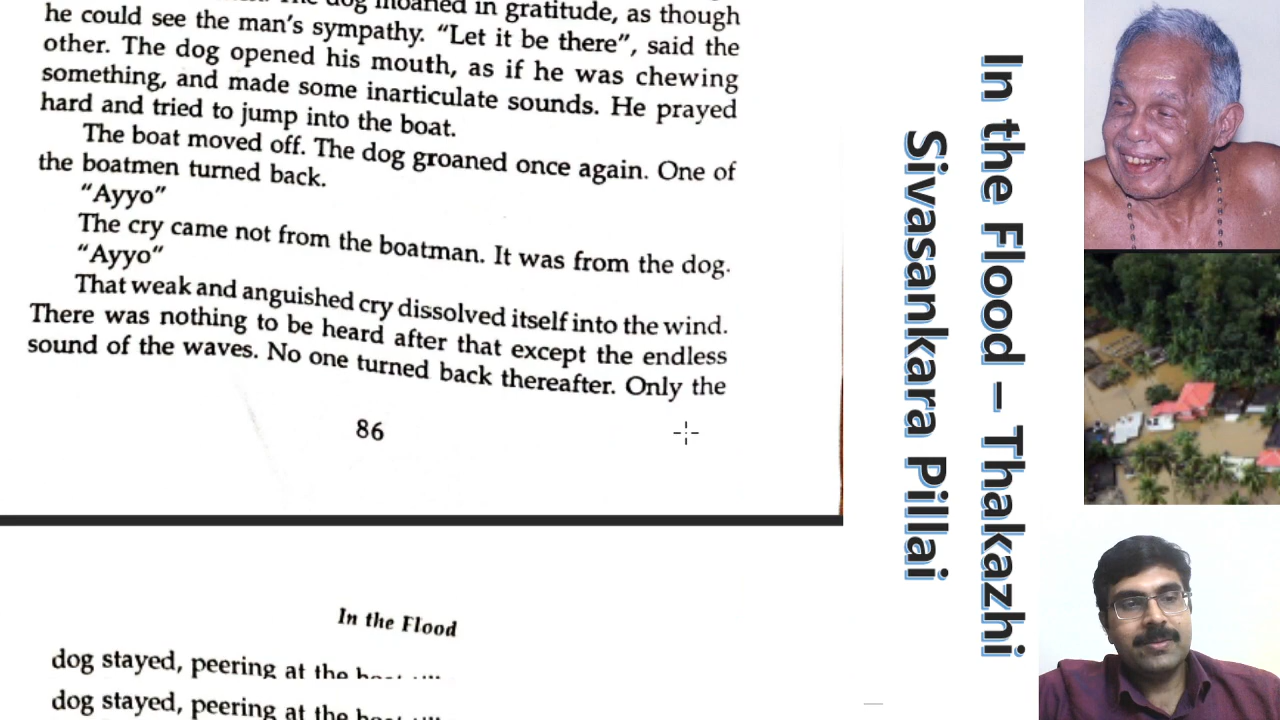 dog moaned in gratitude, as though
he could see the man's sympathy. “Let it be there”, said the
other. The dog opened his mouth, as if he was chewing
something, and made some inarticulate sounds. He prayed
hard and tried to jump into the boat.
The boat moved off. The dog groaned once again. One of
the boatmen turned back.
“Ayyo”
The cry came not from the boatman. It was from the dog.
“Ayyo”
That weak and anguished cry dissolved itself into the wind.
There was nothing to be heard after that except the endless
sound of the waves. No one turned back thereafter. Only the
86
In the Flood
dog stayed, peering at the
dog stayed, peering at the
In the Flood – Thakazhi
Sivasankara Pillai